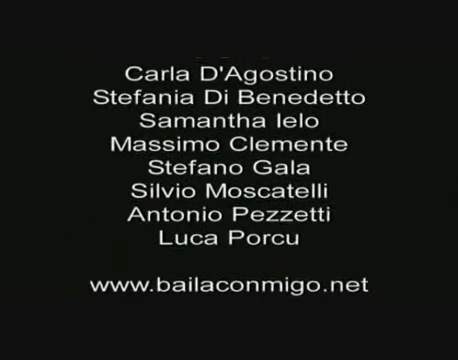 Carla D'Agostino
Stefania Di Benedetto
Samantha Ielo
Massimo Clemente
Stefano Gala
Silvio Moscatelli
Antonio Pezzetti
Luca Porcu
www.bailaconmigo.net